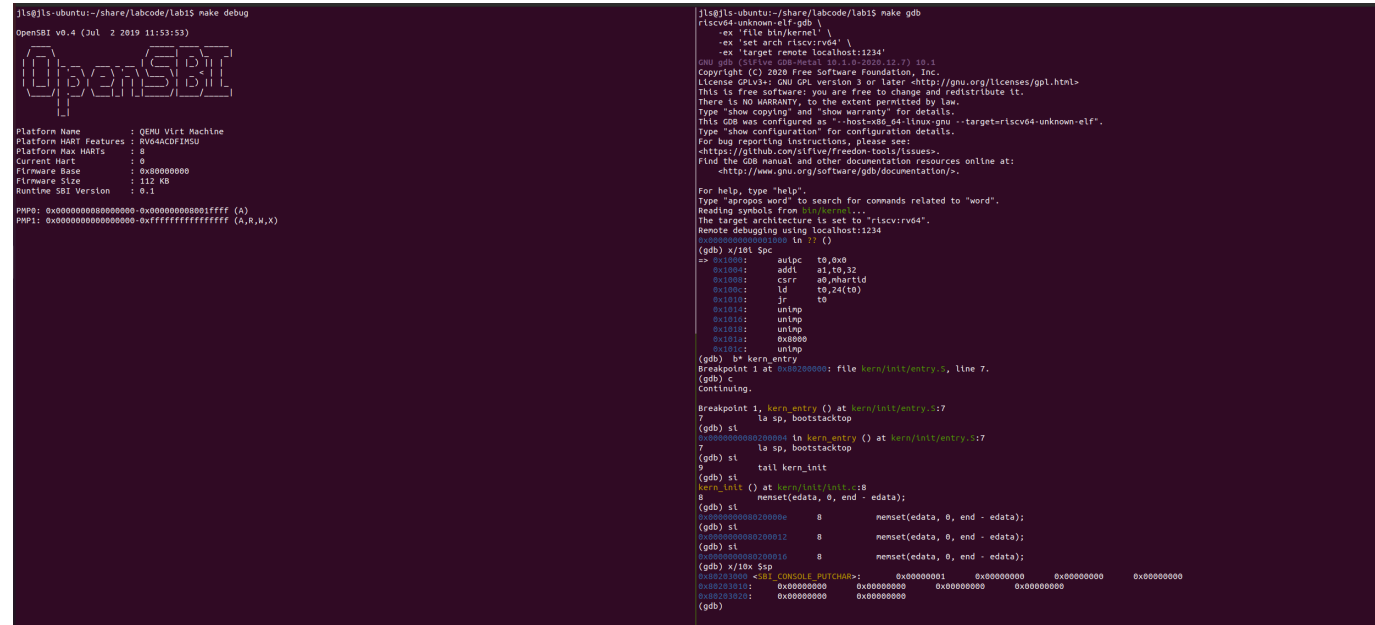 jls@jls-ubuntu:~/share/labcode/lab1$ make debug
OpenSBI v0.4 (Jul  2 2019 11:53:53)
OpenSBI
Platform Name          : QEMU Virt Machine
Platform HART Features : RV64ACDFIMSU
Platform Max HARTs     : 8
Current Hart           : 0
Firmware Base          : 0x80000000
Firmware Size          : 112 KB
Runtime SBI Version    : 0.1
PMP0: 0x0000000080000000-0x000000008001ffff (A)
PMP1: 0x0000000000000000-0xffffffffffffffff (A,R,W,X)
jls@jls-ubuntu:~/share/labcode/lab1$ make gdb
riscv64-unknown-elf-gdb \
    -ex 'file bin/kernel' \
    -ex 'set arch riscv:rv64' \
    -ex 'target remote localhost:1234'
GNU gdb (SiFive GDB-Metal 10.1.0-2020.12.7) 10.1
Copyright (C) 2020 Free Software Foundation, Inc.
License GPLv3+: GNU GPL version 3 or later <http://gnu.org/licenses/gpl.html>
This is free software: you are free to change and redistribute it.
There is NO WARRANTY, to the extent permitted by law.
Type "show copying" and "show warranty" for details.
This GDB was configured as "--host=x86_64-linux-gnu --target=riscv64-unknown-elf".
Type "show configuration" for configuration details.
For bug reporting instructions, please see:
<https://github.com/sifive/freedom-tools/issues>.
Find the GDB manual and other documentation resources online at:
    <http://www.gnu.org/software/gdb/documentation/>.
For help, type "help".
Type "apropos word" to search for commands related to "word".
Reading symbols from bin/kernel...
The target architecture is set to "riscv:rv64".
Remote debugging using localhost:1234
0x0000000000001000 in ?? ()
(gdb) x/10i $pc
=> 0x1000:      auipc   t0,0x0
   0x1004:      addi    a1,t0,32
   0x1008:      csrr    a0,mhartid
   0x100c:      ld      t0,24(t0)
   0x1010:      jr      t0
   0x1014:      unimp
   0x1016:      unimp
   0x1018:      unimp
   0x101a:      0x8000
   0x101c:      unimp
(gdb)  b* kern_entry
Breakpoint 1 at 0x80200000: file kern/init/entry.S, line 7.
(gdb) c
Continuing.
Breakpoint 1, kern_entry () at kern/init/entry.S:7
7           la sp, bootstacktop
(gdb) si
0x0000000080200004 in kern_entry () at kern/init/entry.S:7
7           la sp, bootstacktop
(gdb) si
9           tail kern_init
(gdb) si
kern_init () at kern/init/init.c:8
8           memset(edata, 0, end - edata);
(gdb) si
0x000000008020000e      8           memset(edata, 0, end - edata);
(gdb) si
0x0000000080200012      8           memset(edata, 0, end - edata);
(gdb) si
0x0000000080200016      8           memset(edata, 0, end - edata);
(gdb) x/10x $sp
0x80203000 <SBI_CONSOLE_PUTCHAR>:       0x00000001      0x00000000      0x00000000      0x00000000
0x80203010:     0x00000000      0x00000000      0x00000000      0x00000000
0x80203020:     0x00000000      0x00000000
(gdb)